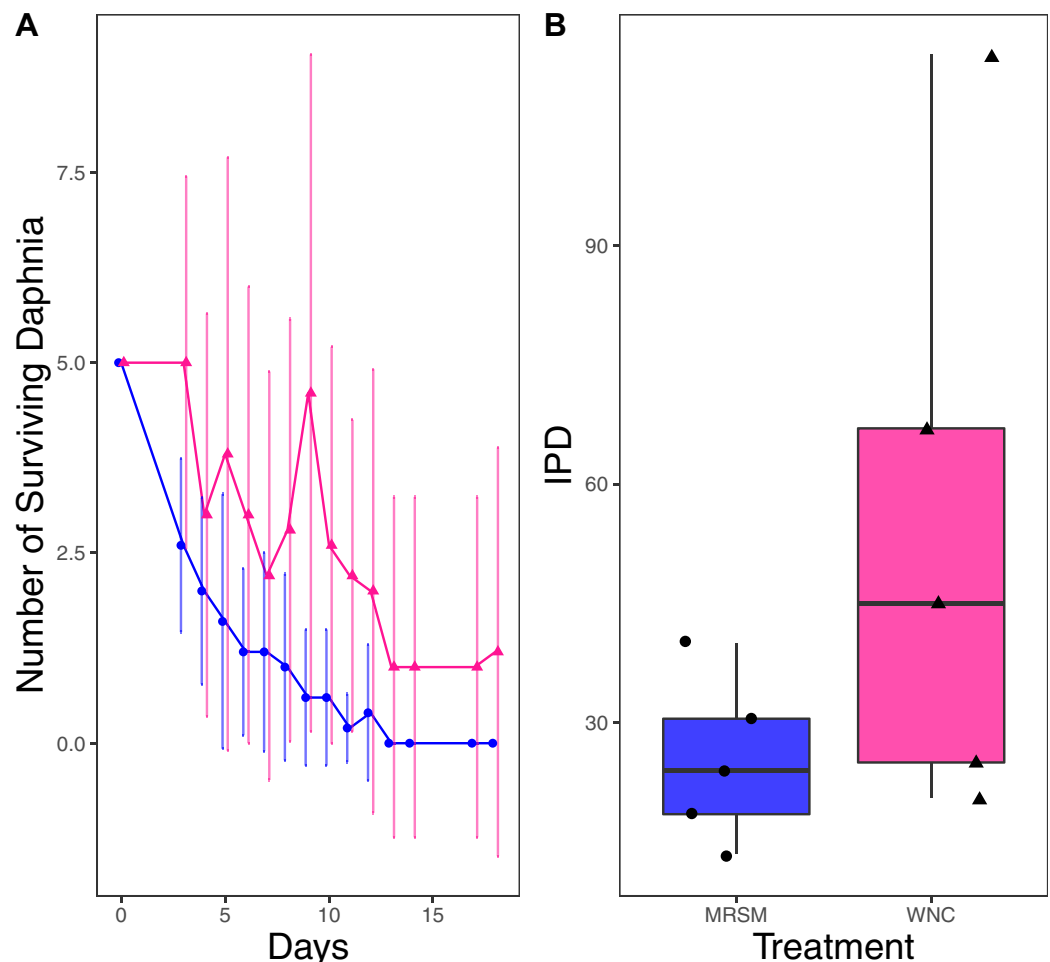 A
Number of Surviving Daphnia
7.5
5.0
2.5
0.0
0 5 10 15
Days
B
IPD
90
60
30
MRSM WNC
Treatment